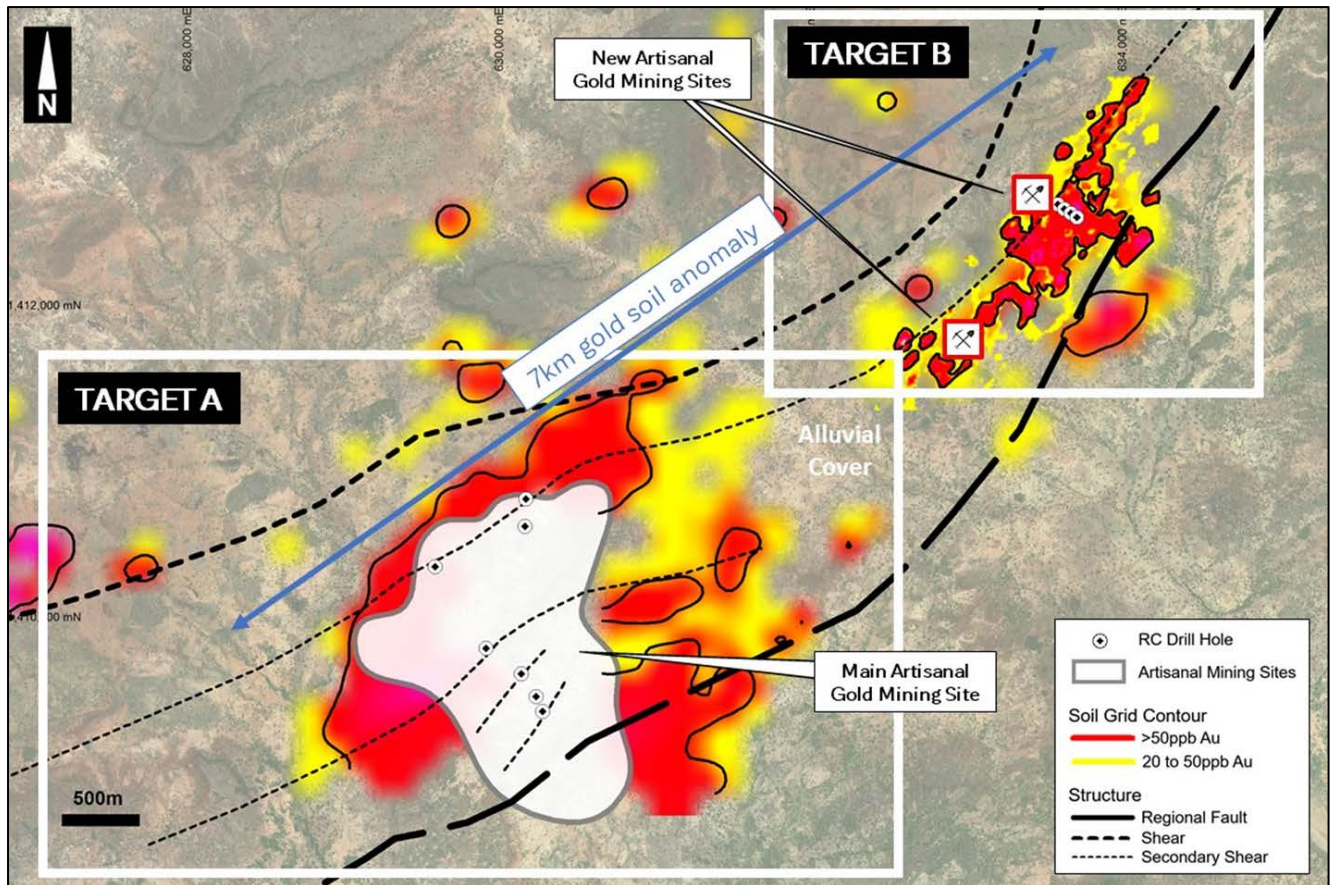 628,000 mE
630,000 mE
634,000 mE
N
New Artisanal
Gold Mining Sites
TARGET B
7km gold soil anomaly
1,412,000 mN
TARGET A
Alluvial
Cover
Main Artisanal
Gold Mining Site
500m
RC Drill Hole
Artisanal Mining Sites
Soil Grid Contour
>50ppb Au
20 to 50ppb Au
Structure
Regional Fault
Shear
Secondary Shear